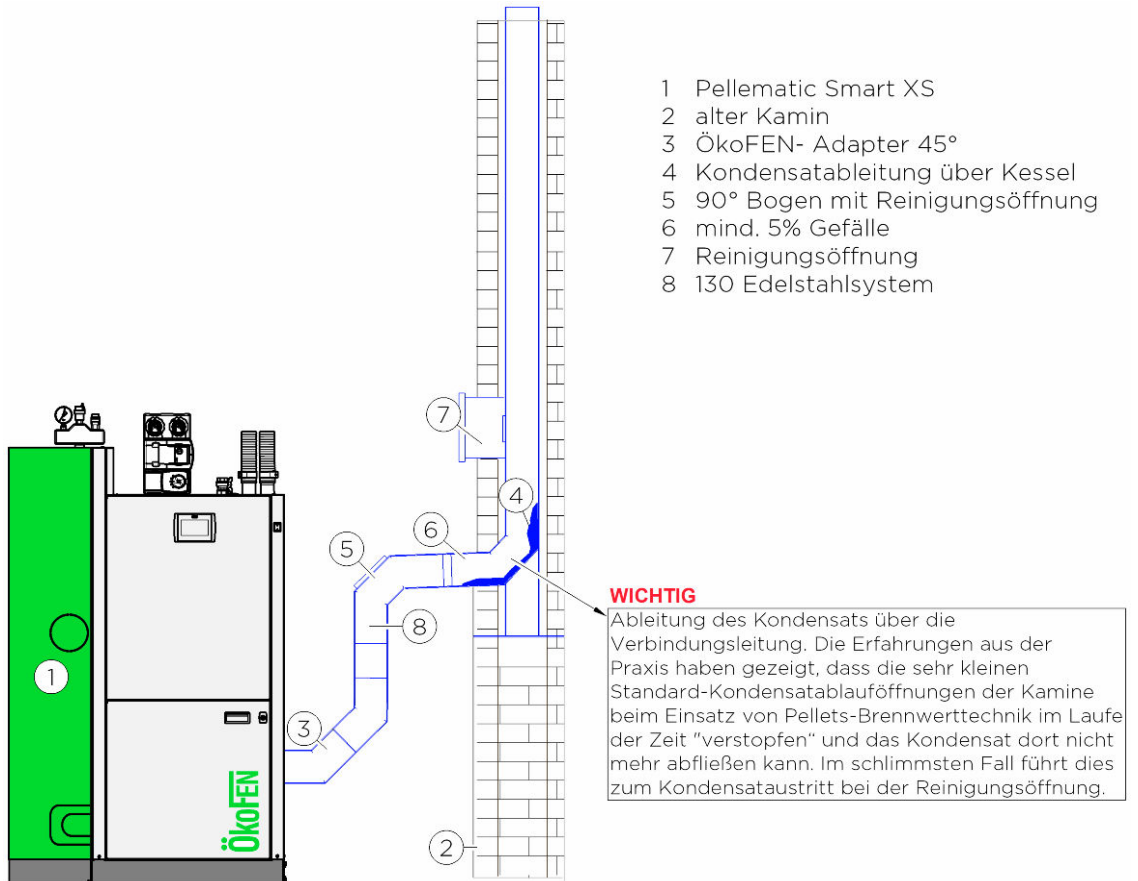 1 Pellematic Smart XS
2 alter Kamin
3 ÖkoFEN- Adapter 45°
4 Kondensatableitung über Kessel
5 90° Bogen mit Reinigungsöffnung
6 mind. 5% Gefälle
7 Reinigungsöffnung
8 130 Edelstahlsystem
7
4
6
5
WICHTIG
Ableitung des Kondensats über die
Verbindungsleitung. Die Erfahrungen aus der
Praxis haben gezeigt, dass die sehr kleinen
Standard-Kondensatablauföffnungen der Kamine
beim Einsatz von Pellets-Brennwerttechnik im Laufe
der Zeit "verstopfen“ und das Kondensat dort nicht
mehr abfließen kann. Im schlimmsten Fall führt dies
zum Kondensataustritt bei der Reinigungsöffnung.
8
1
3
ÖkoFEN
2